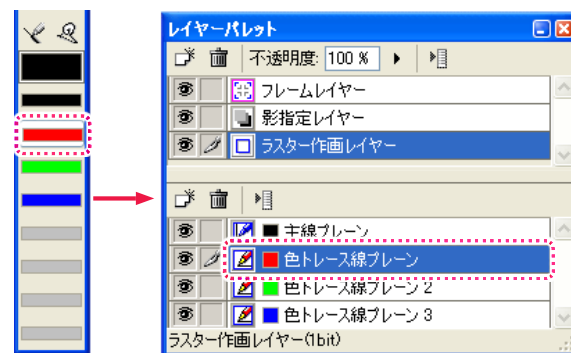 レイヤーパレット
不透明度: 100 %
フレームレイヤー
影指定レイヤー
ラスター作画レイヤー
主線プレーン
色トレース線プレーン
色トレース線プレーン 2
色トレース線プレーン 3
ラスター作画レイヤー(1bit)